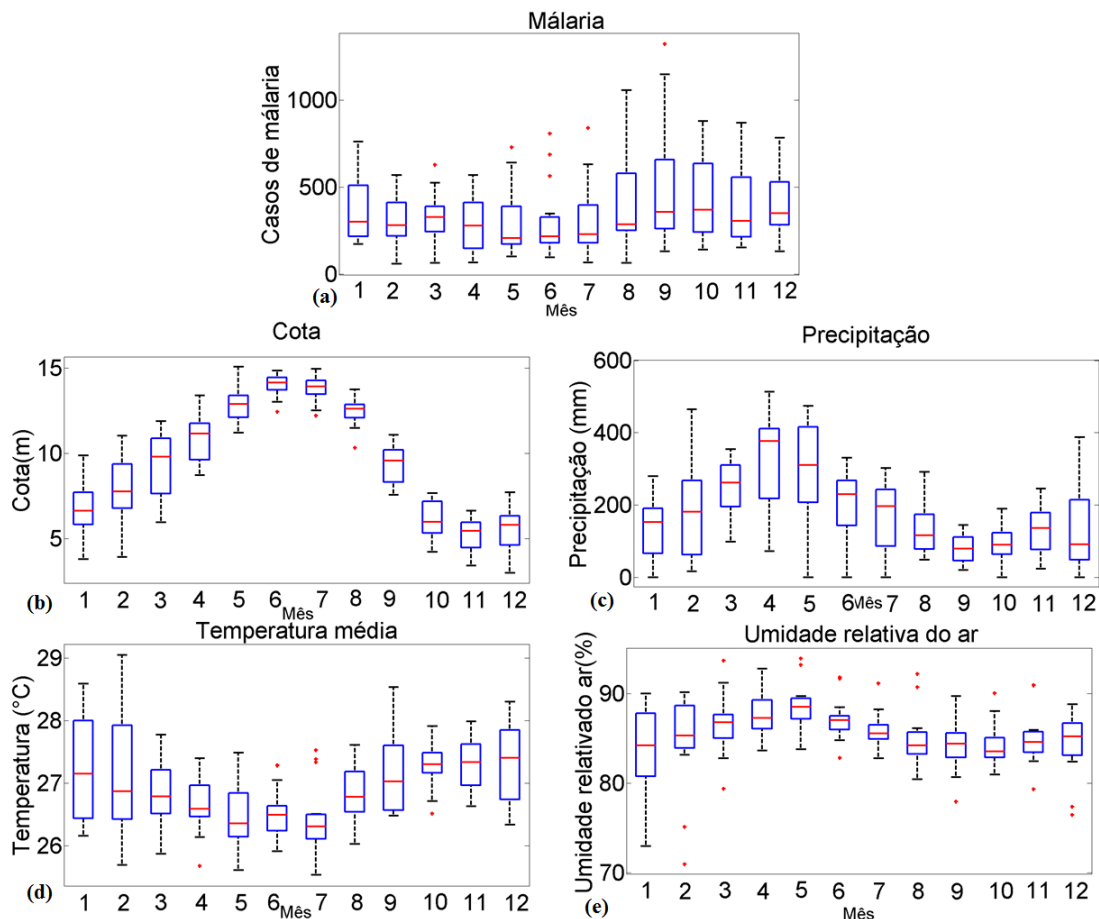 Málaria
Casos de málaria
1000
500
0
1 2 3 4 5 6 7 8 9 10 11 12
Mês
(a)
Cota
Cota(m)
15
10
5
1 2 3 4 5 6 7 8 9 10 11 12
Mês
(b)
Precipitação
Precipitação (mm)
600
400
200
0
1 2 3 4 5 6 7 8 9 10 11 12
Mês
(c)
Temperatura média
Temperatura (°C)
29
28
27
26
1 2 3 4 5 6 7 8 9 10 11 12
Mês
(d)
Umidade relativa do ar
Umidade relativado ar(%)
90
80
70
1 2 3 4 5 6 7 8 9 10 11 12
Mês
(e)